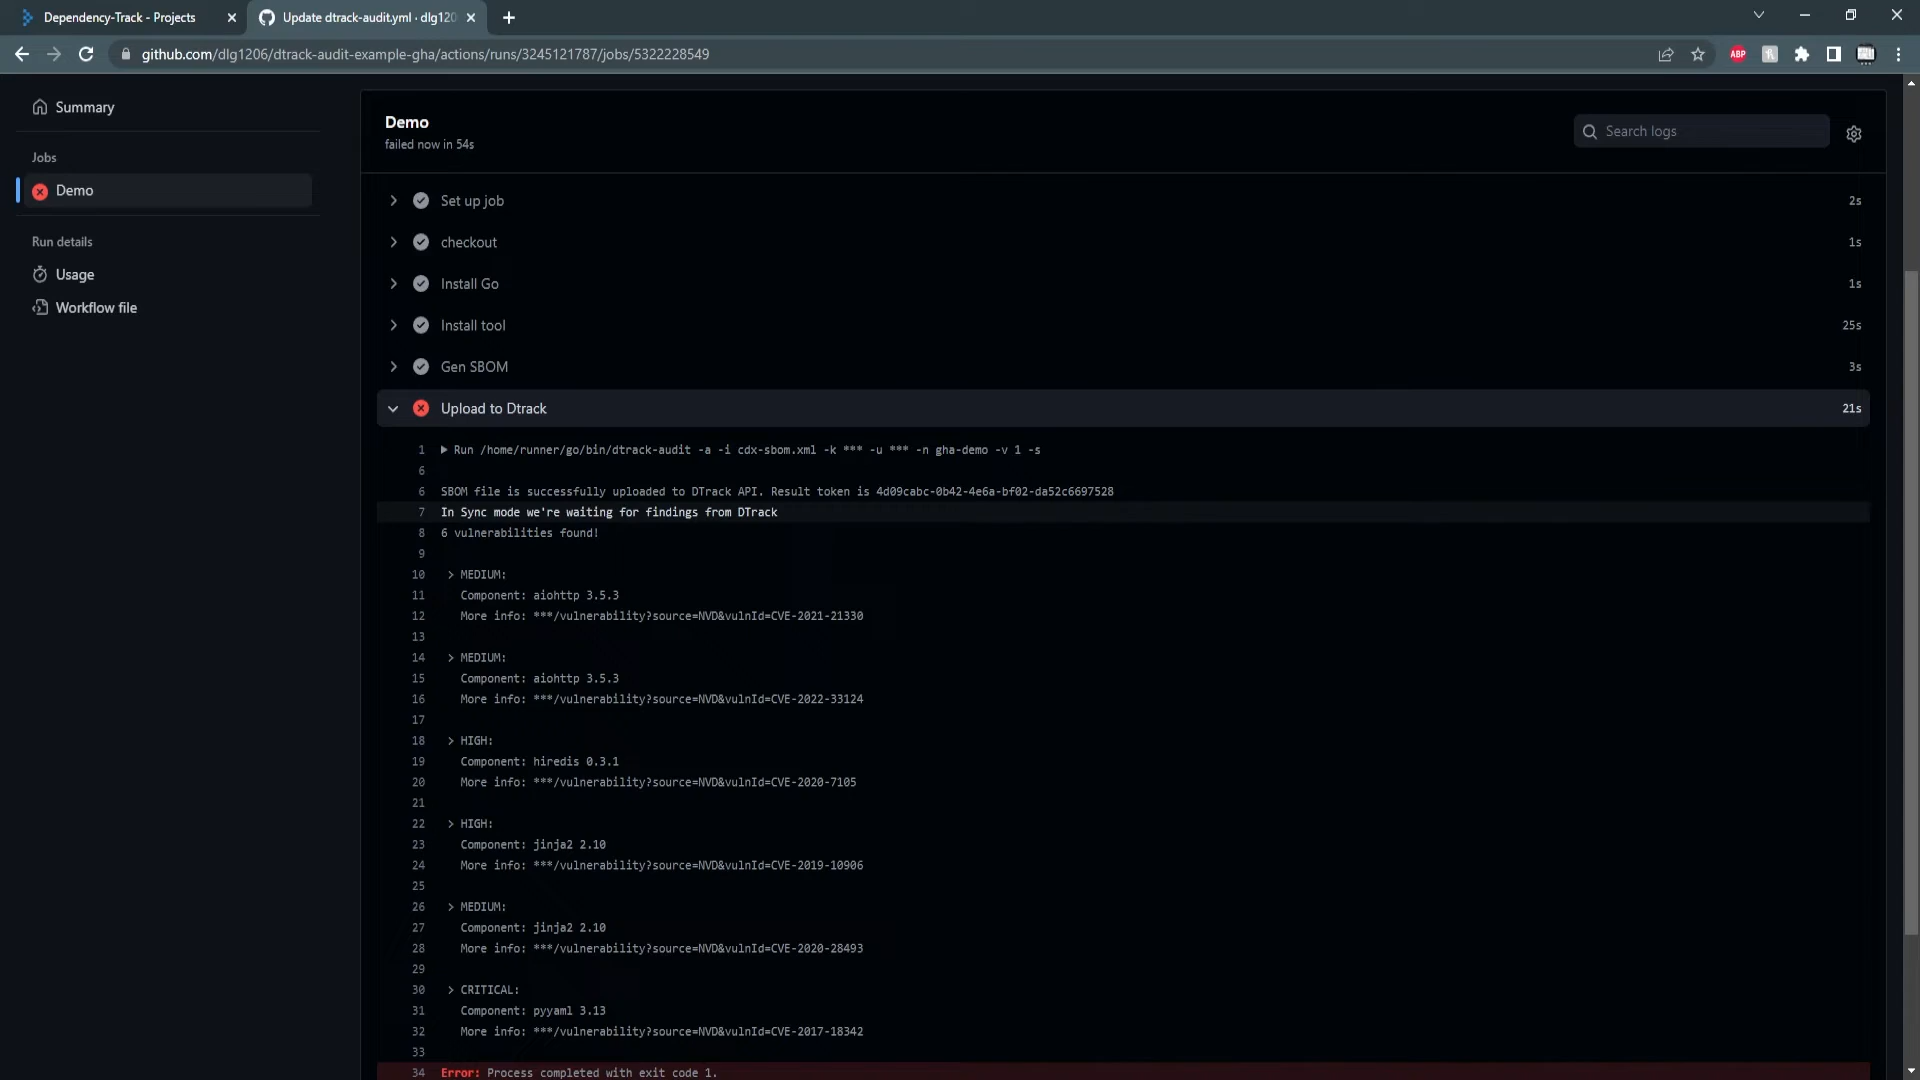 Dependency-Track - Projects
Update dtrack-audit.yml · dlg120
github.com/dlg1206/dtrack-audit-example-gha/actions/runs/3245121787/jobs/5322228549
ABP
Summary
Jobs
Demo
Run details
Usage
Workflow file
Demo
failed now in 54s
Search logs
Set up job 2s
checkout 1s
Install Go 1s
Install tool 25s
Gen SBOM 3s
Upload to Dtrack 21s
1 Run /home/runner/go/bin/dtrack-audit -a -i cdx-sbom.xml -k *** -u *** -n gha-demo -v 1 -s
6
6 SBOM file is successfully uploaded to DTrack API. Result token is 4d09cabc-0b42-4e6a-bf02-da52c6697528
7 In Sync mode we're waiting for findings from DTrack
8 6 vulnerabilities found!
9
10 > MEDIUM:
11 Component: aiohttp 3.5.3
12 More info: ***/vulnerability?source=NVD&vulnId=CVE-2021-21330
13
14 > MEDIUM:
15 Component: aiohttp 3.5.3
16 More info: ***/vulnerability?source=NVD&vulnId=CVE-2022-33124
17
18 > HIGH:
19 Component: hiredis 0.3.1
20 More info: ***/vulnerability?source=NVD&vulnId=CVE-2020-7105
21
22 > HIGH:
23 Component: jinja2 2.10
24 More info: ***/vulnerability?source=NVD&vulnId=CVE-2019-10906
25
26 > MEDIUM:
27 Component: jinja2 2.10
28 More info: ***/vulnerability?source=NVD&vulnId=CVE-2020-28493
29
30 > CRITICAL:
31 Component: pyyaml 3.13
32 More info: ***/vulnerability?source=NVD&vulnId=CVE-2017-18342
33
34 Error: Process completed with exit code 1.